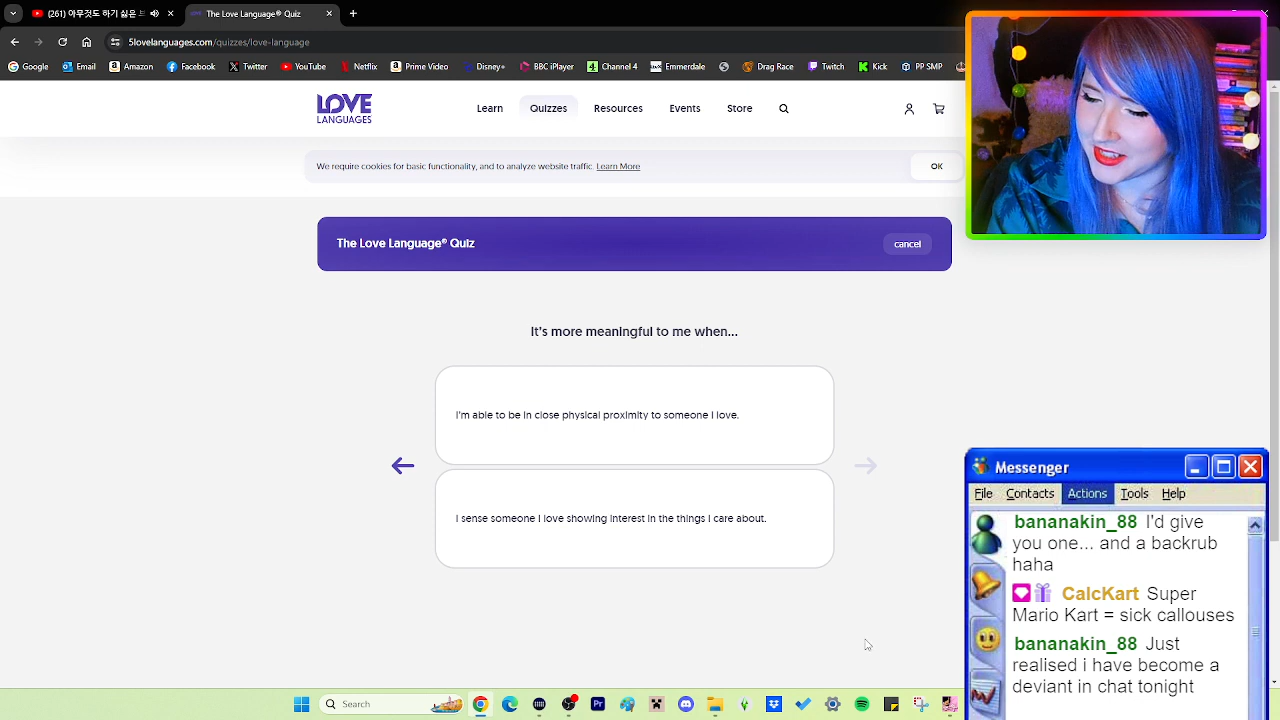 (261) 아무것도 하기 싫은 브
The Love Language® Quiz
5lovelanguages.com/quizzes/love-language
Google Email Amazon Facebook Twitter YouTu Netflix Prime Video Disney+ BBC iPlayer Channel 4 Emmerdale Drag Race Twitch Kick PP SMP
LOVE
LANGUAGES
Learn Quizzes Resources Events Store
We require cookies for basic functionality, and to analyze website traffic. Learn More
OK
The Love Language® Quiz
cancel
It's more meaningful to me when...
I'm able to be in close physical proximity to someone I love.
I sense someone I love showing interest in the things I care about.
Messenger
File Contacts Actions Tools Help
bananakin_88 I'd give
you one... and a backrub
haha
CalcKart Super
Mario Kart = sick callouses
bananakin_88 Just
realised i have become a
deviant in chat tonight
Search